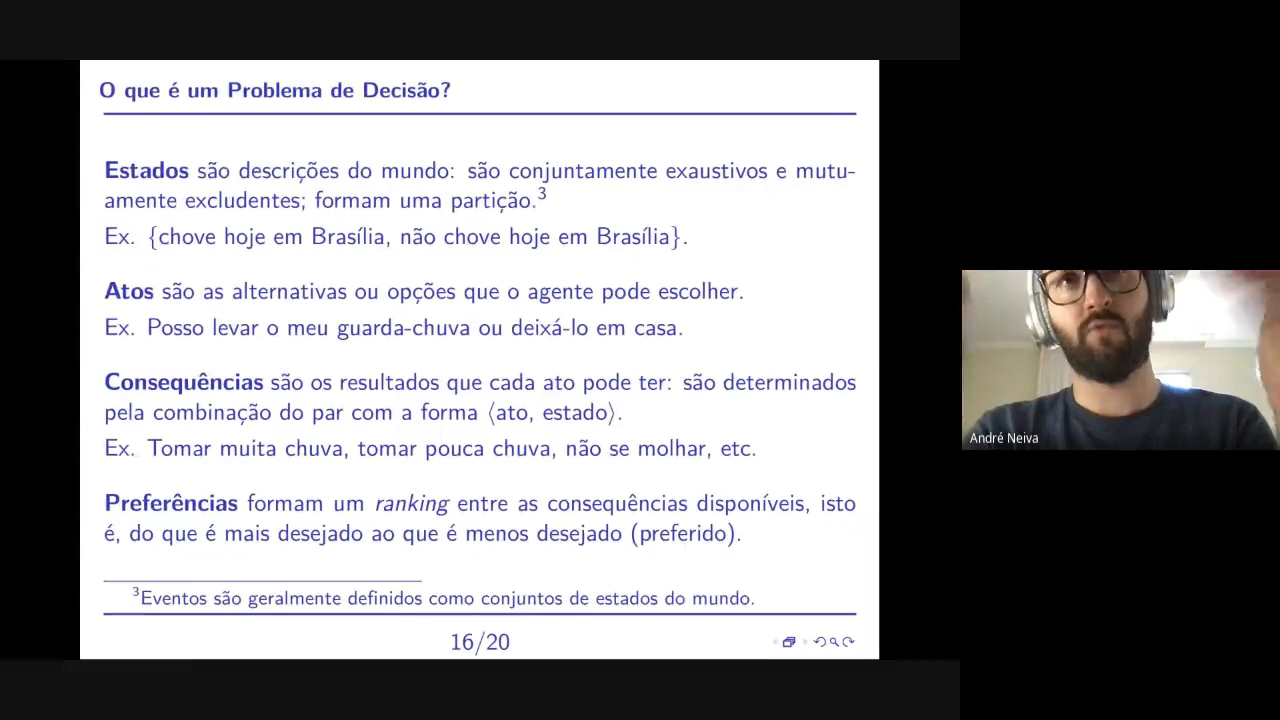 O que é um Problema de Decisão?
Estados são descrições do mundo: são conjuntamente exaustivos e mutu-
amente excludentes; formam uma partição.3
Ex. {chove hoje em Brasília, não chove hoje em Brasília}.
Atos são as alternativas ou opções que o agente pode escolher.
Ex. Posso levar o meu guarda-chuva ou deixá-lo em casa.
Consequências são os resultados que cada ato pode ter: são determinados
pela combinação do par com a forma ⟨ato, estado⟩.
Ex. Tomar muita chuva, tomar pouca chuva, não se molhar, etc.
Preferências formam um ranking entre as consequências disponíveis, isto
é, do que é mais desejado ao que é menos desejado (preferido).
3Eventos são geralmente definidos como conjuntos de estados do mundo.
16/20
André Neiva